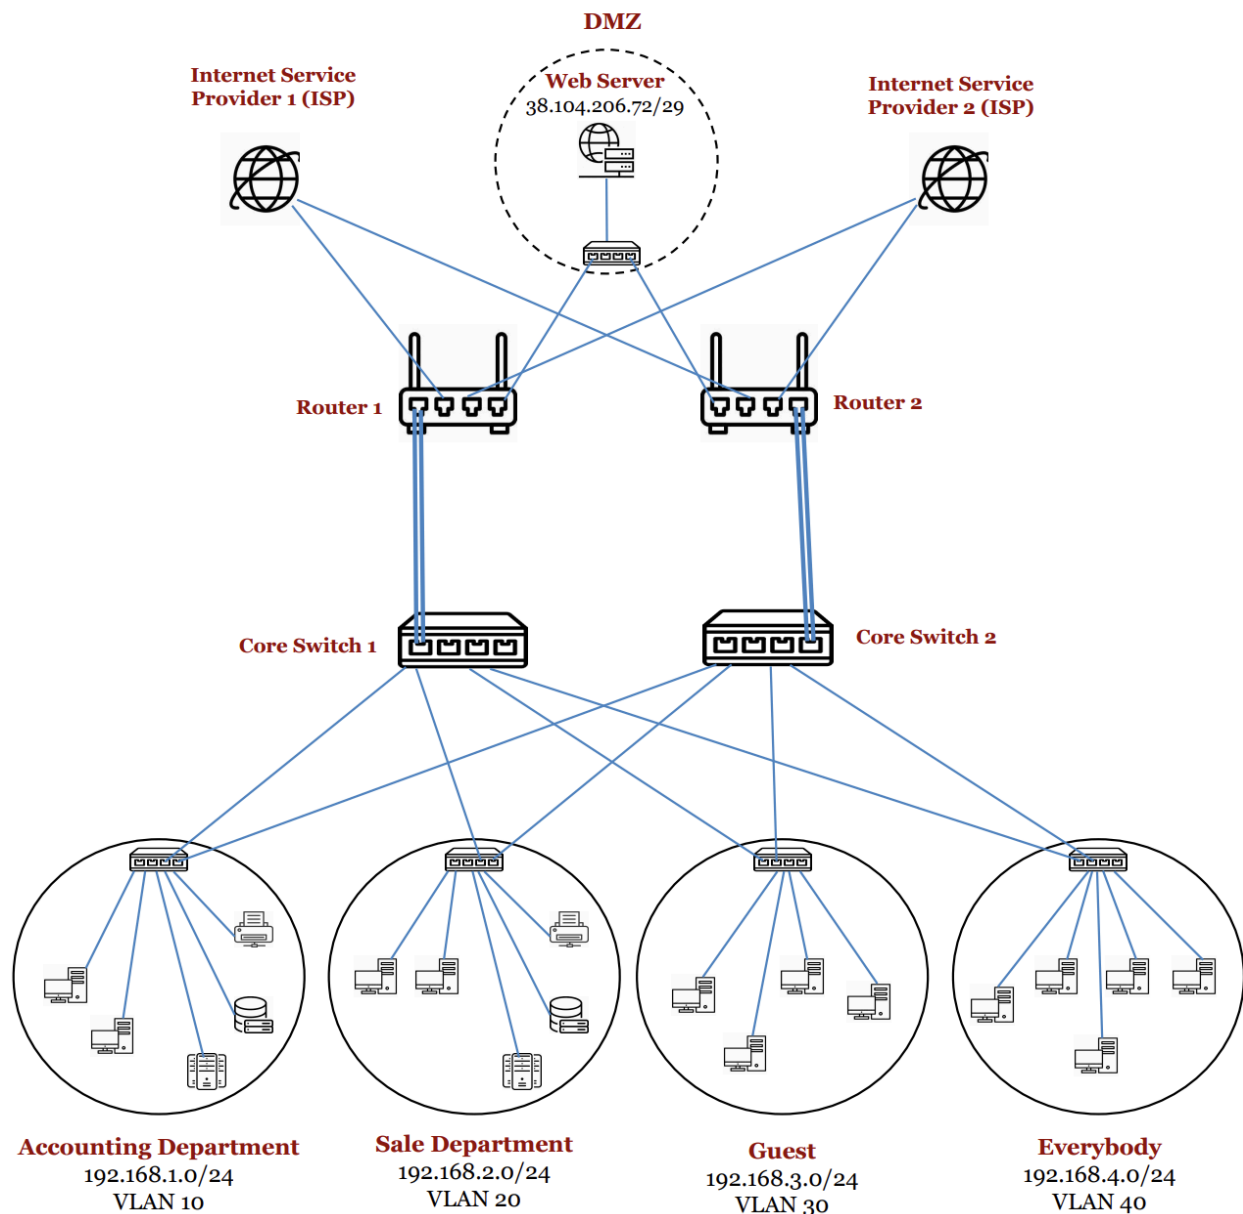 DMZ
Internet Service
Provider 1 (ISP)
Web Server
38.104.206.72/29
Internet Service
Provider 2 (ISP)
Router 1
Router 2
Core Switch 1
Core Switch 2
Accounting Department
192.168.1.0/24
VLAN 10
Sale Department
192.168.2.0/24
VLAN 20
Guest
192.168.3.0/24
VLAN 30
Everybody
192.168.4.0/24
VLAN 40